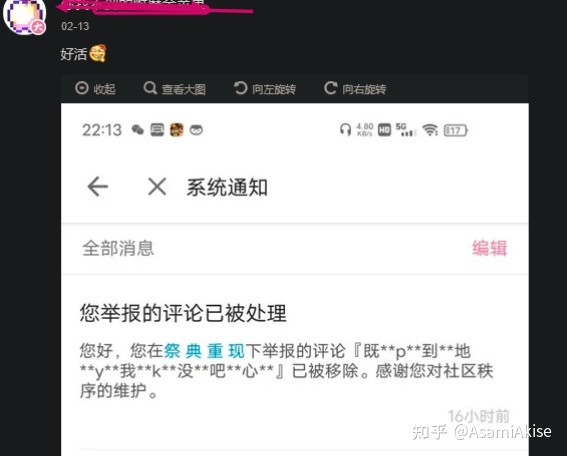 02-13
好活🥰
收起 查看大图 向左旋转 向右旋转
22:13 4.80 KB/s HD 5G 17
系统通知
全部消息 编辑
您举报的评论已被处理
您好，您在祭 典 重 现下举报的评论『既**p**到**地
**y**我**k**没**吧**心**』已被移除。感谢您对社区秩
序的维护。
16小时前
知乎 @AsamiAkise